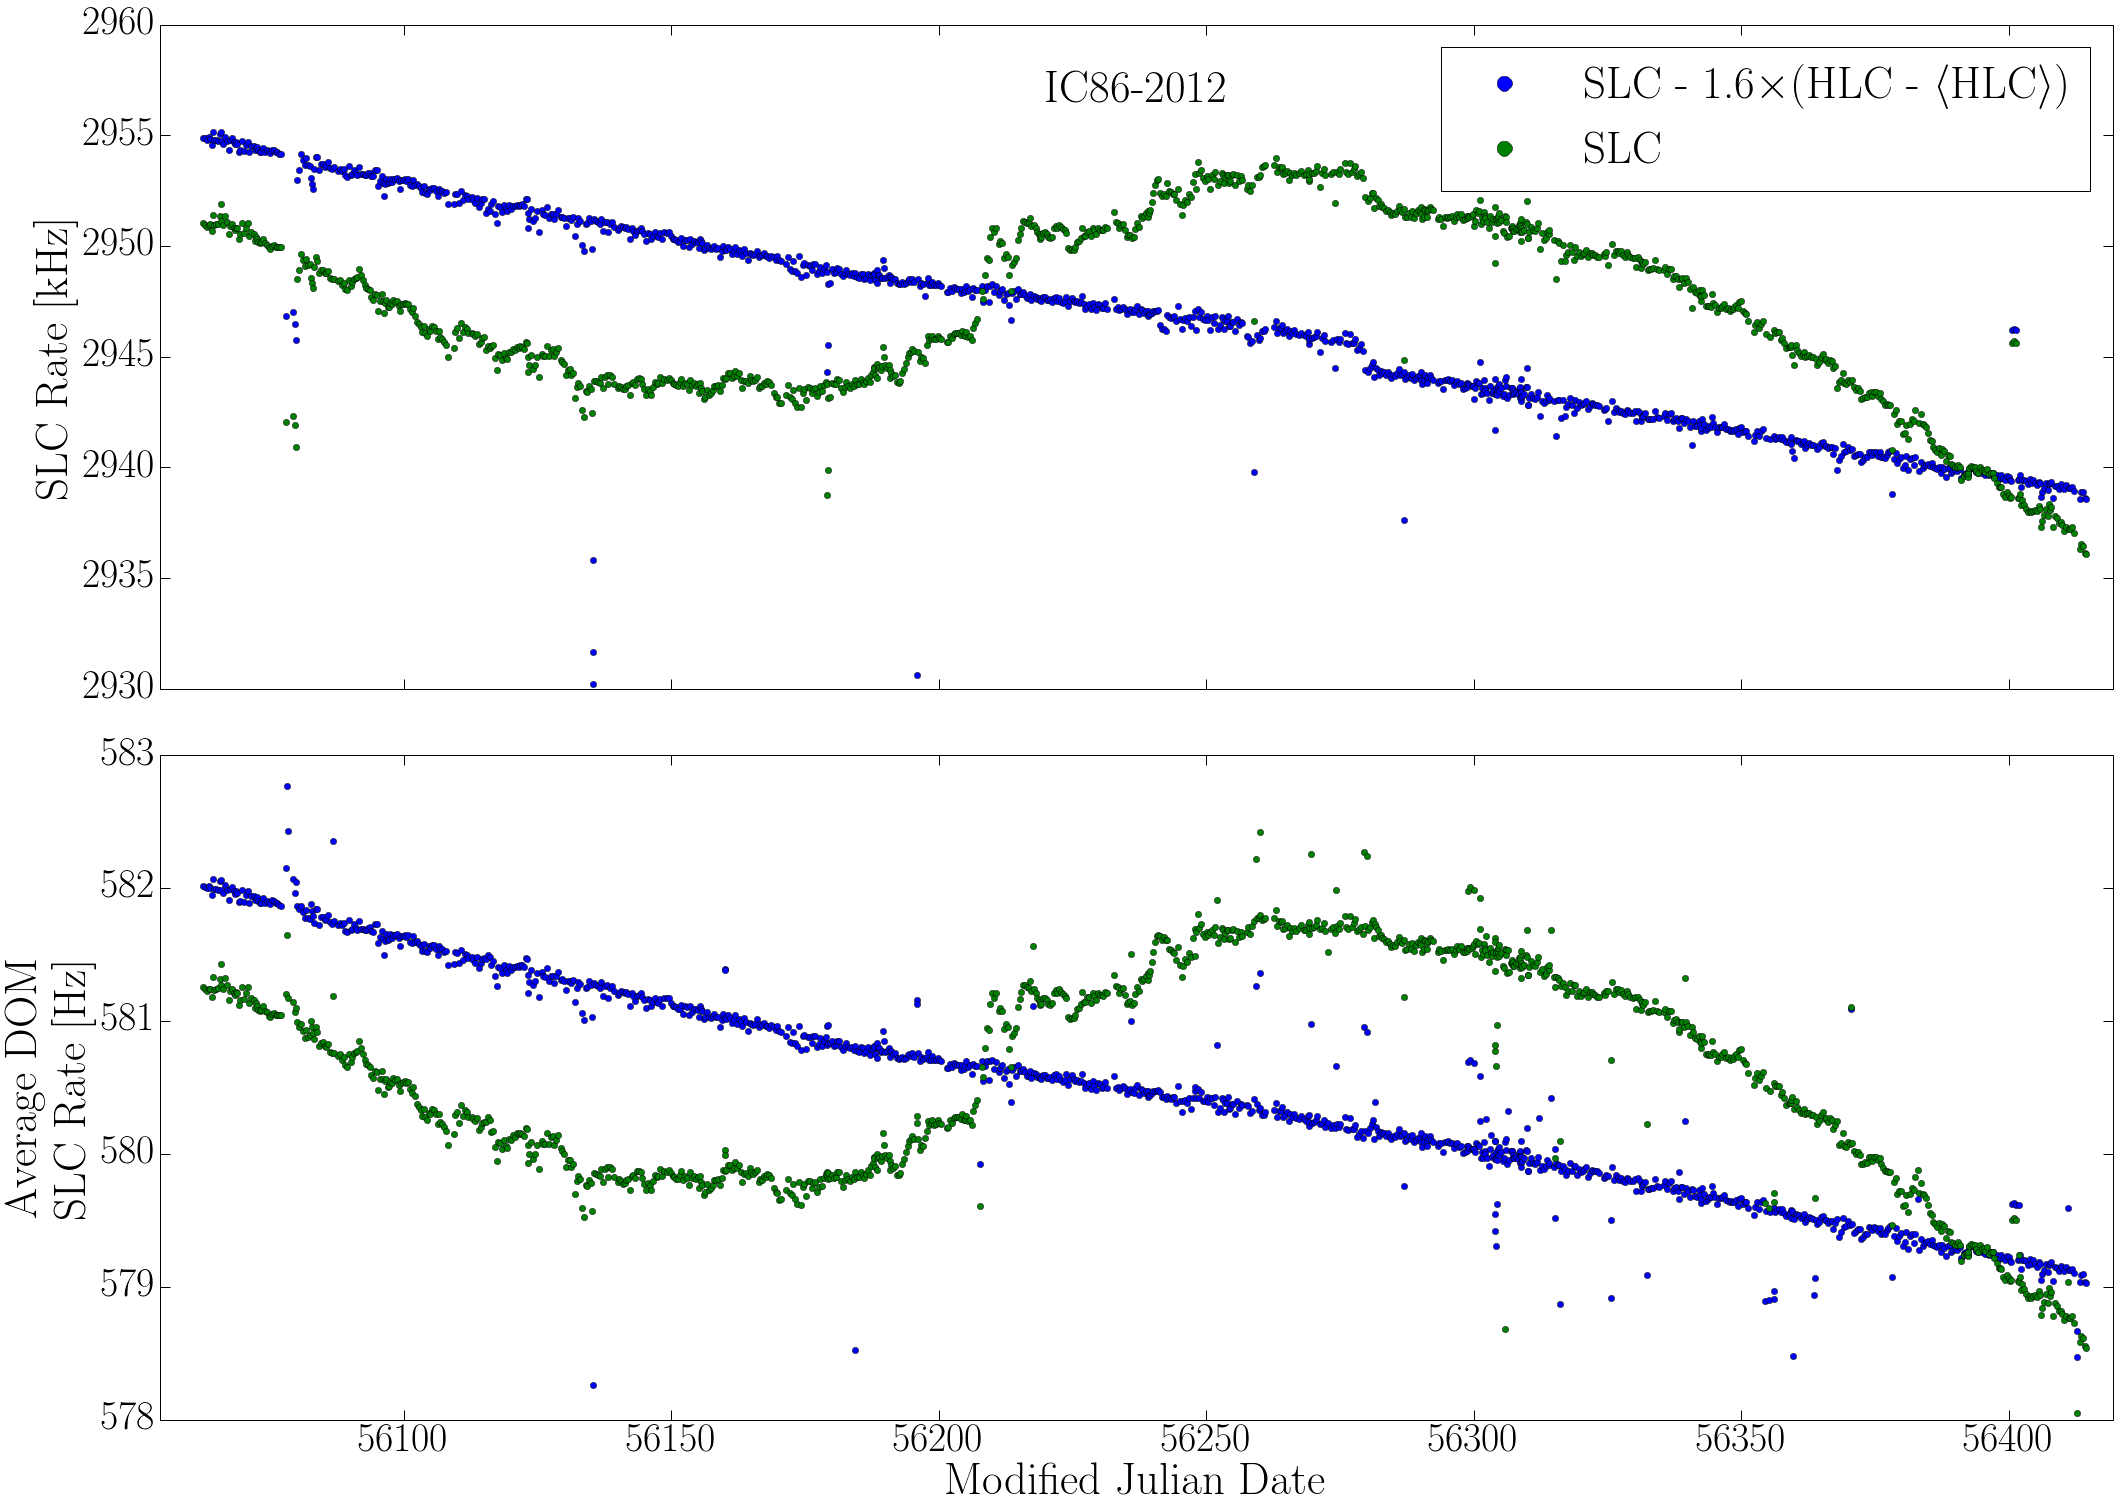 IC86-2012
SLC - 1.6×(HLC - ⟨HLC⟩)
SLC
SLC Rate [kHz]
2960
2955
2950
2945
2940
2935
2930
Average DOM
SLC Rate [Hz]
583
582
581
580
579
578
56100 56150 56200 56250 56300 56350 56400
Modified Julian Date